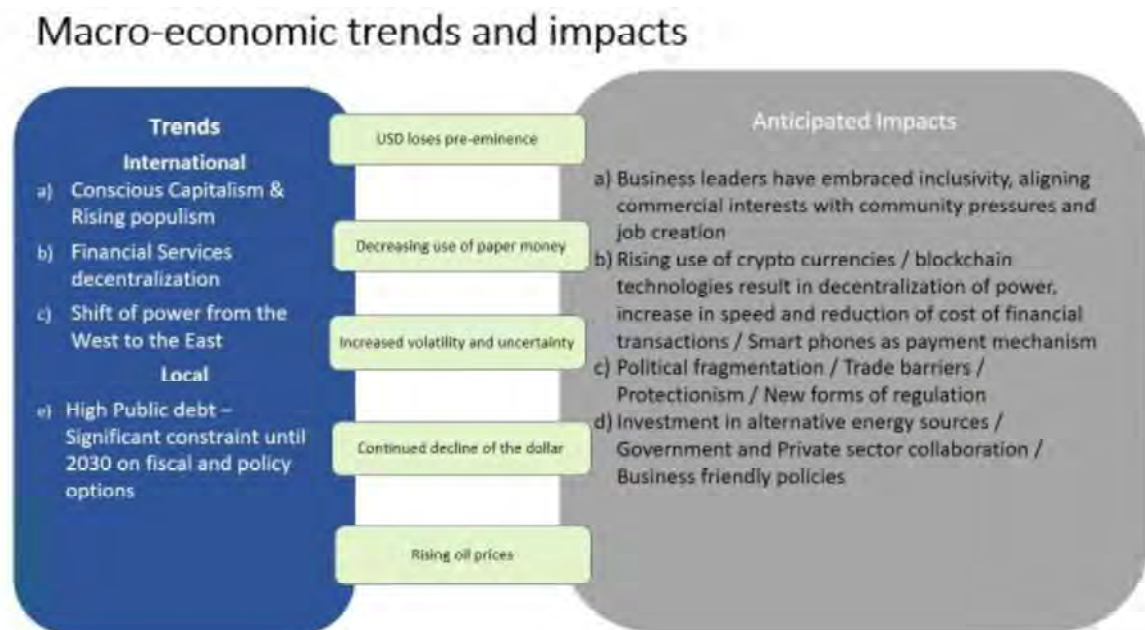 Macro-economic trends and impacts
Trends
International
a) Conscious Capitalism &
Rising populism
b) Financial Services
decentralization
c) Shift of power from the
West to the East
Local
e) High Public debt –
Significant constraint until
2030 on fiscal and policy
options
USD loses pre-eminence
Decreasing use of paper money
Increased volatility and uncertainty
Continued decline of the dollar
Rising oil prices
Anticipated Impacts
a) Business leaders have embraced inclusivity, aligning
commercial interests with community pressures and
job creation
b) Rising use of crypto currencies / blockchain
technologies result in decentralization of power,
increase in speed and reduction of cost of financial
transactions / Smart phones as payment mechanism
c) Political fragmentation / Trade barriers /
Protectionism / New forms of regulation
d) Investment in alternative energy sources /
Government and Private sector collaboration /
Business friendly policies